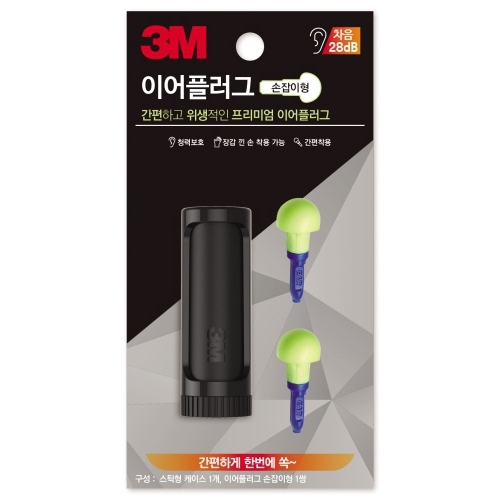 3M
차음
28dB
이어플러그 손잡이형
간편하고 위생적인 프리미엄 이어플러그
청력보호 장갑 낀 손 착용 가능 간편착용
3M
간편하게 한번에 쏙~
구성 : 스틱형 케이스 1개, 이어플러그 손잡이형 1쌍